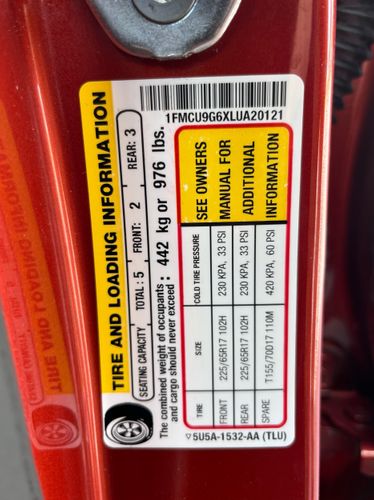 1FMCU9G6XLUA20121
TIRE AND LOADING INFORMATION
SEATING CAPACITY TOTAL: 5 FRONT: 2 REAR: 3
The combined weight of occupants
and cargo should never exceed : 442 kg or 976 lbs.
TIRE SIZE COLD TIRE PRESSURE SEE OWNERS
FRONT 225/65R17 102H 230 KPA, 33 PSI MANUAL FOR
REAR 225/65R17 102H 230 KPA, 33 PSI ADDITIONAL
SPARE T155/70D17 110M 420 KPA, 60 PSI INFORMATION
▽5U5A-1532-AA (TLU)